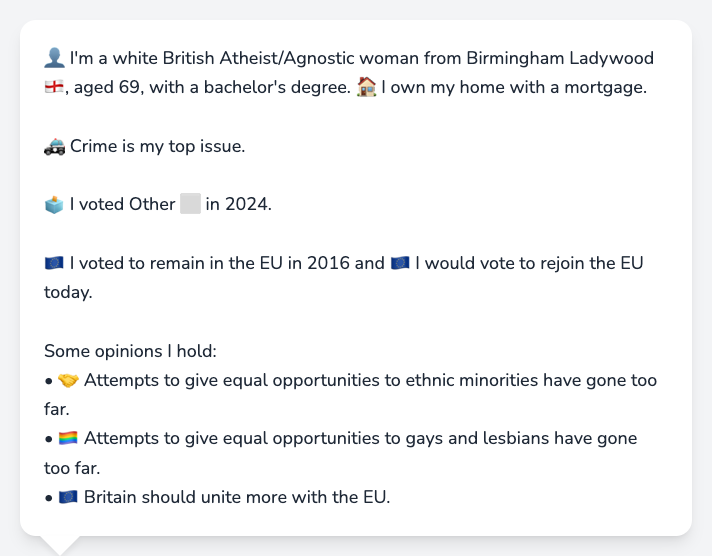 👤 I'm a white British Atheist/Agnostic woman from Birmingham Ladywood
🏴󠁧󠁢󠁥󠁮󠁧󠁿, aged 69, with a bachelor's degree. 🏠 I own my home with a mortgage.
🚓 Crime is my top issue.
🗳️ I voted Other ⬜ in 2024.
🇪🇺 I voted to remain in the EU in 2016 and 🇪🇺 I would vote to rejoin the EU
today.
Some opinions I hold:
• 🤝 Attempts to give equal opportunities to ethnic minorities have gone too
far.
• 🏳️‍🌈 Attempts to give equal opportunities to gays and lesbians have gone
too far.
• 🇪🇺 Britain should unite more with the EU.